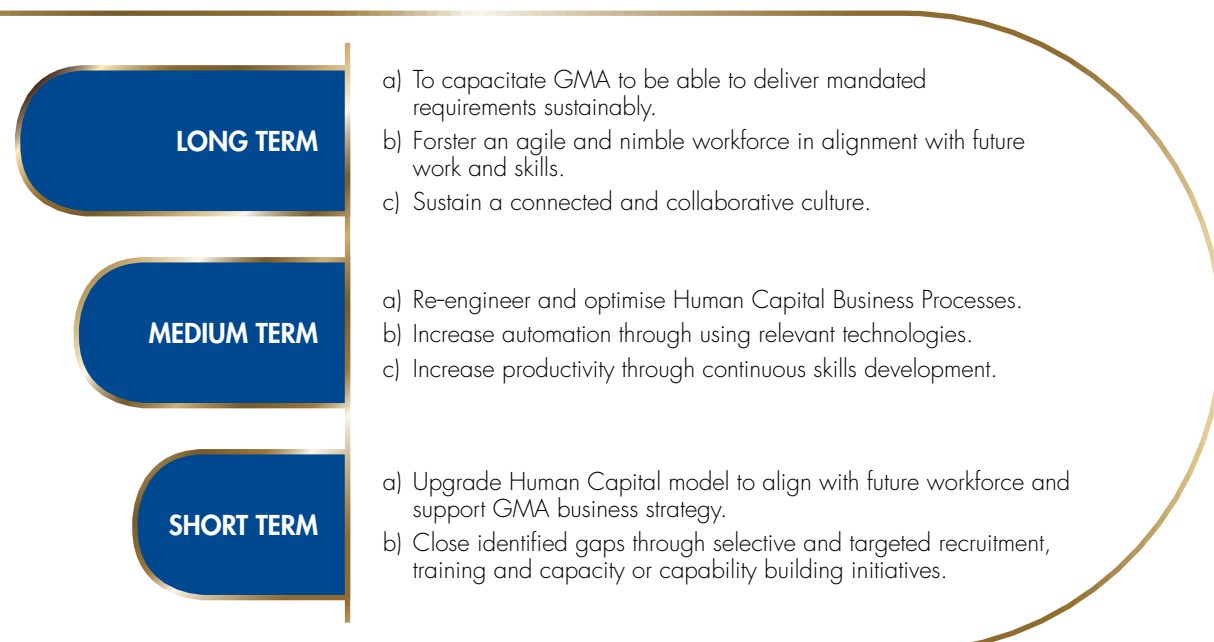 LONG TERM
a) To capacitate GMA to be able to deliver mandated
requirements sustainably.
b) Forster an agile and nimble workforce in alignment with future
work and skills.
c) Sustain a connected and collaborative culture.
MEDIUM TERM
a) Re-engineer and optimise Human Capital Business Processes.
b) Increase automation through using relevant technologies.
c) Increase productivity through continuous skills development.
SHORT TERM
a) Upgrade Human Capital model to align with future workforce and
support GMA business strategy.
b) Close identified gaps through selective and targeted recruitment,
training and capacity or capability building initiatives.